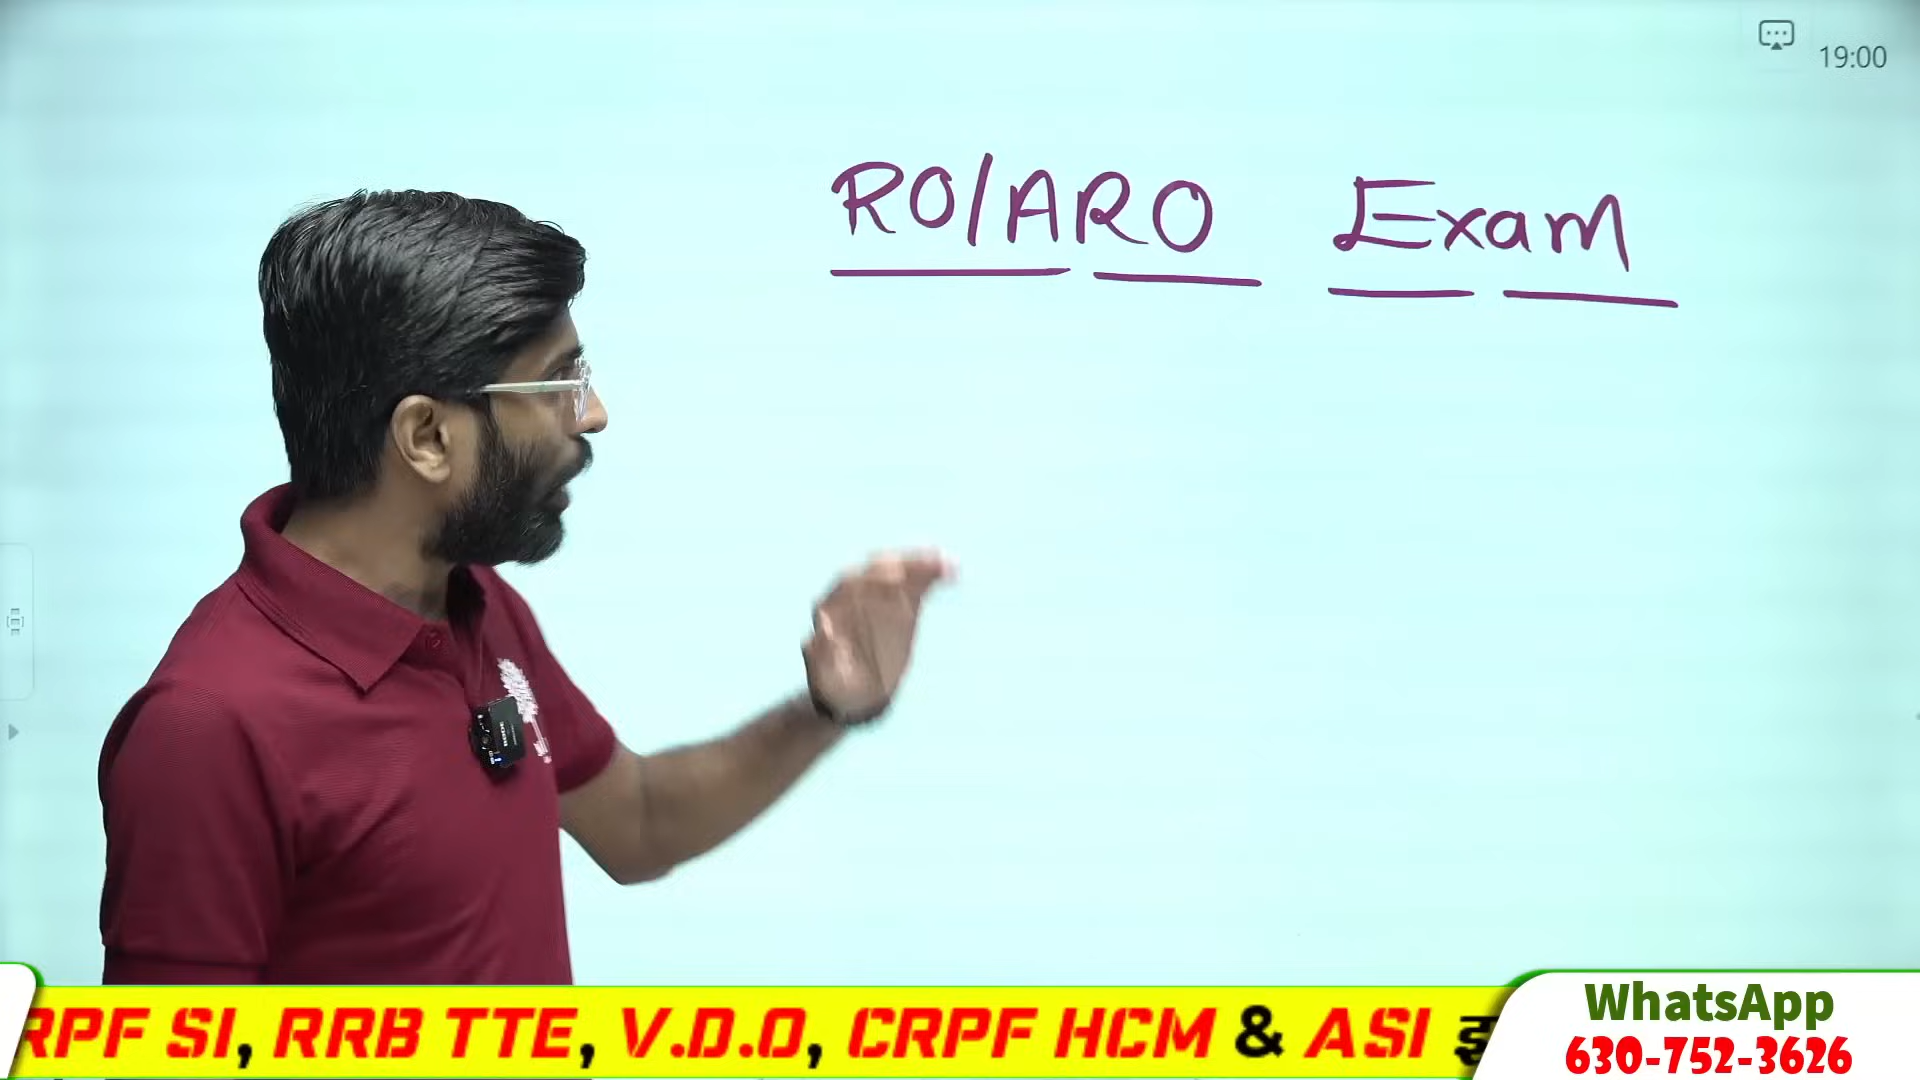 19:00
RO/ARO Exam
RPF SI, RRB TTE, V.D.O, CRPF HCM & ASI
WhatsApp
630-752-3626